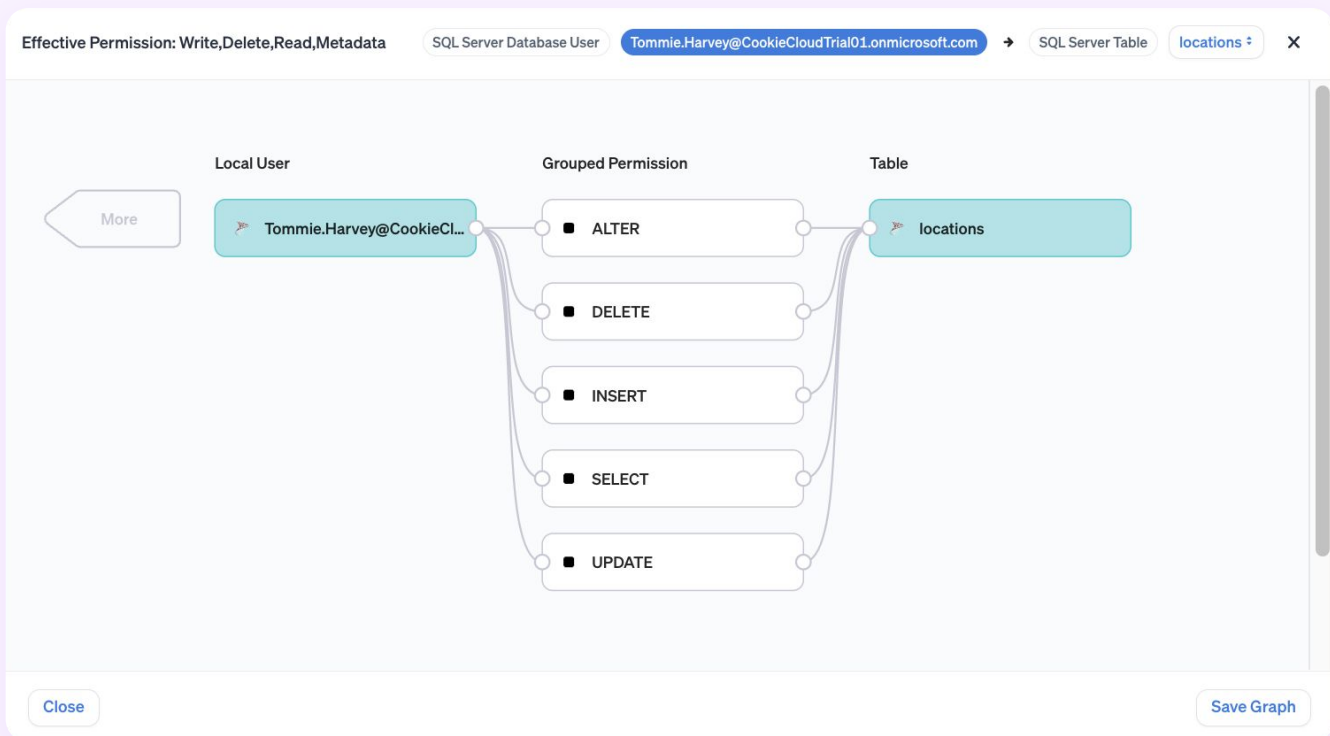 Effective Permission: Write,Delete,Read,Metadata
SQL Server Database User
Tommie.Harvey@CookieCloudTrial01.onmicrosoft.com
SQL Server Table
locations
Local User
Grouped Permission
Table
More
Tommie.Harvey@CookieCl...
ALTER
locations
DELETE
INSERT
SELECT
UPDATE
Close
Save Graph